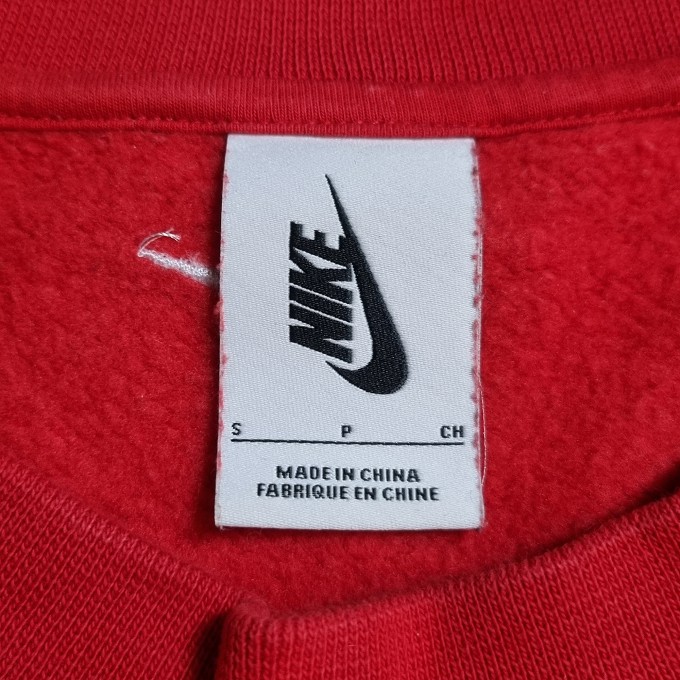 NIKE
S P CH
MADE IN CHINA
FABRIQUE EN CHINE